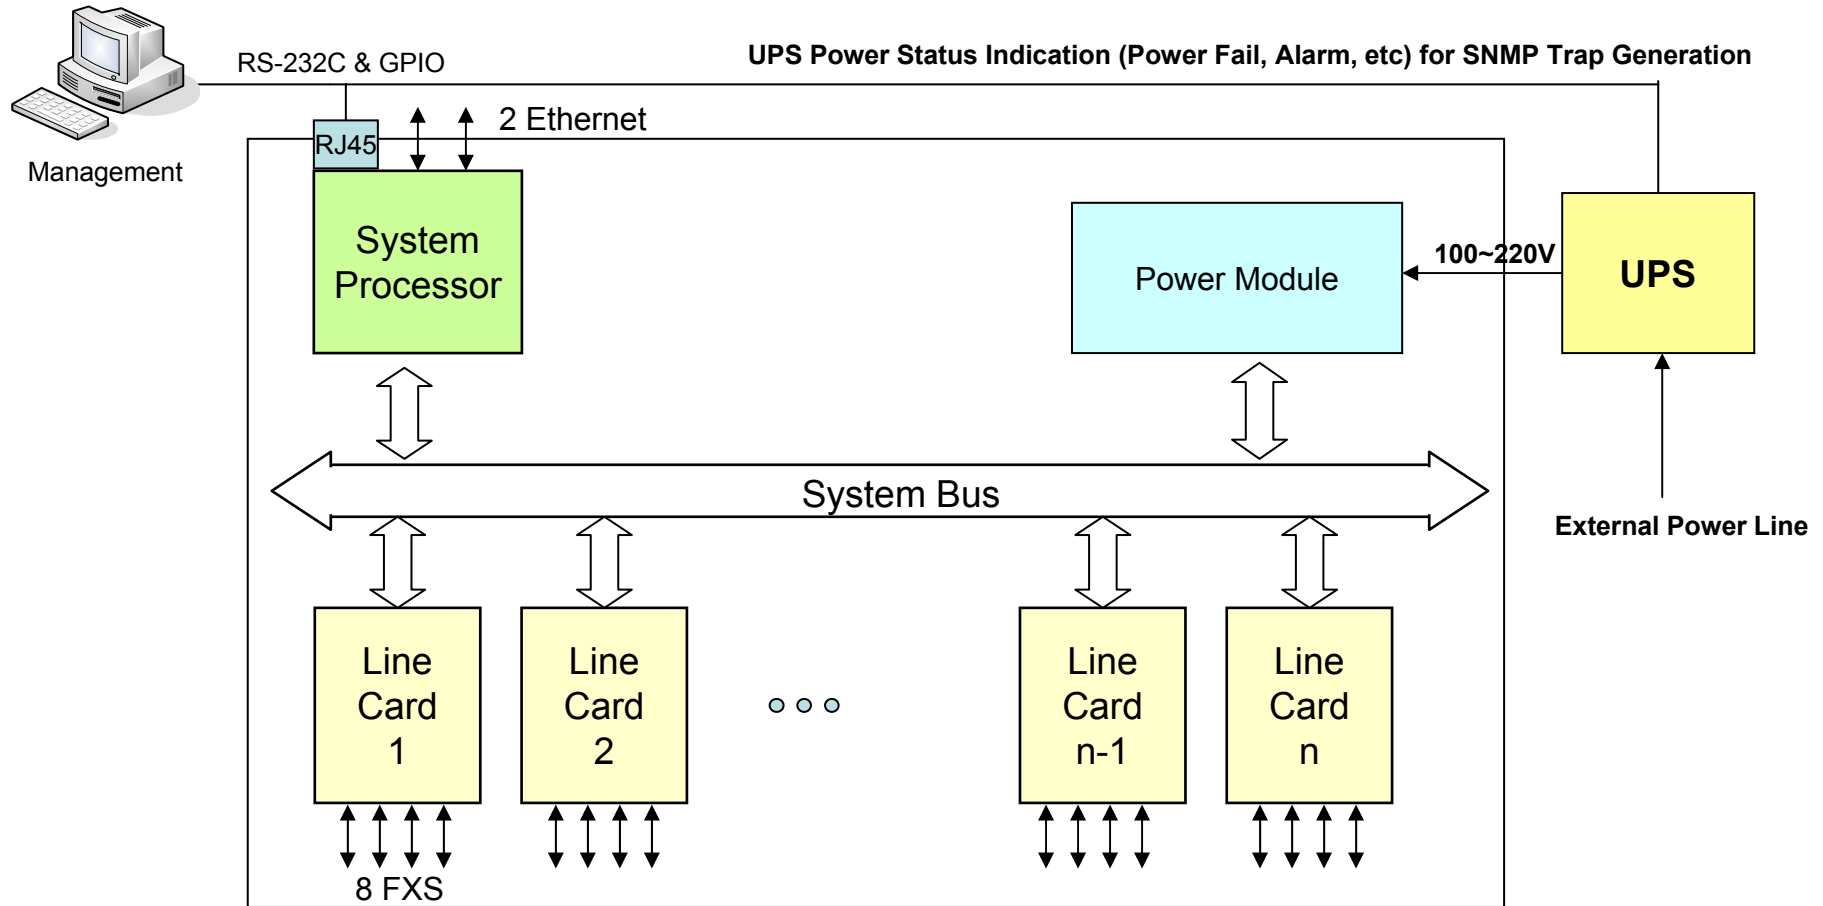 RS-232C & GPIO
UPS Power Status Indication (Power Fail, Alarm, etc) for SNMP Trap Generation
2 Ethernet
RJ45
Management
System
Processor
Power Module
100~220V
UPS
System Bus
External Power Line
Line
Card
1
Line
Card
2
Line
Card
n-1
Line
Card
n
8 FXS